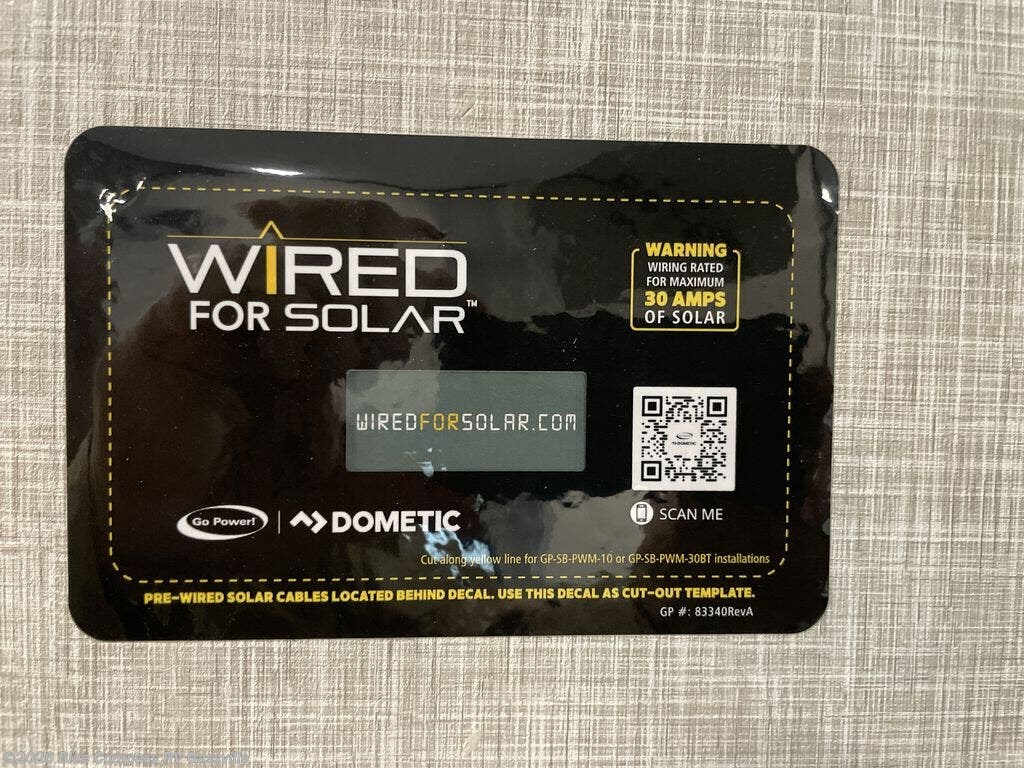 WIRED
FOR SOLAR™
WARNING
WIRING RATED
FOR MAXIMUM
30 AMPS
OF SOLAR
WIREDFORSOLAR.COM
DOMETIC
SCAN ME
Go Power!
DOMETIC
Cut along yellow line for GP-SB-PWM-10 or GP-SB-PWM-30BT installations
PRE-WIRED SOLAR CABLES LOCATED BEHIND DECAL. USE THIS DECAL AS CUT-OUT TEMPLATE.
GP #: 83340RevA